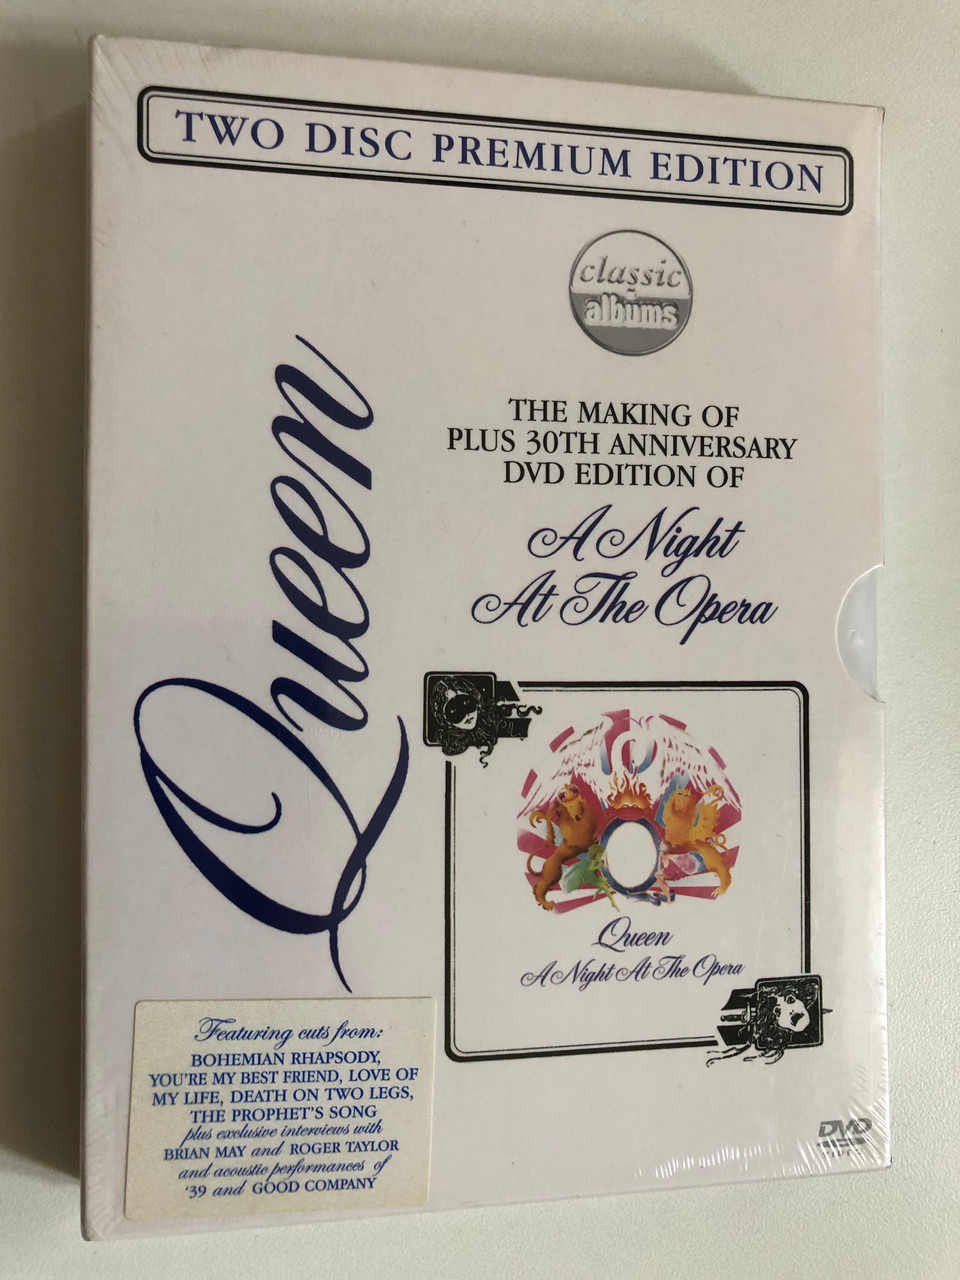 TWO DISC PREMIUM EDITION
classic
albums
Queen
THE MAKING OF
PLUS 30TH ANNIVERSARY
DVD EDITION OF
A Night
At The Opera
Queen
A Night At The Opera
Featuring cuts from:
BOHEMIAN RHAPSODY,
YOU'RE MY BEST FRIEND, LOVE OF
MY LIFE, DEATH ON TWO LEGS,
THE PROPHET'S SONG
plus exclusive interviews with
BRIAN MAY and ROGER TAYLOR
and acoustic performances of
'39 and GOOD COMPANY
DVD
VIDEO